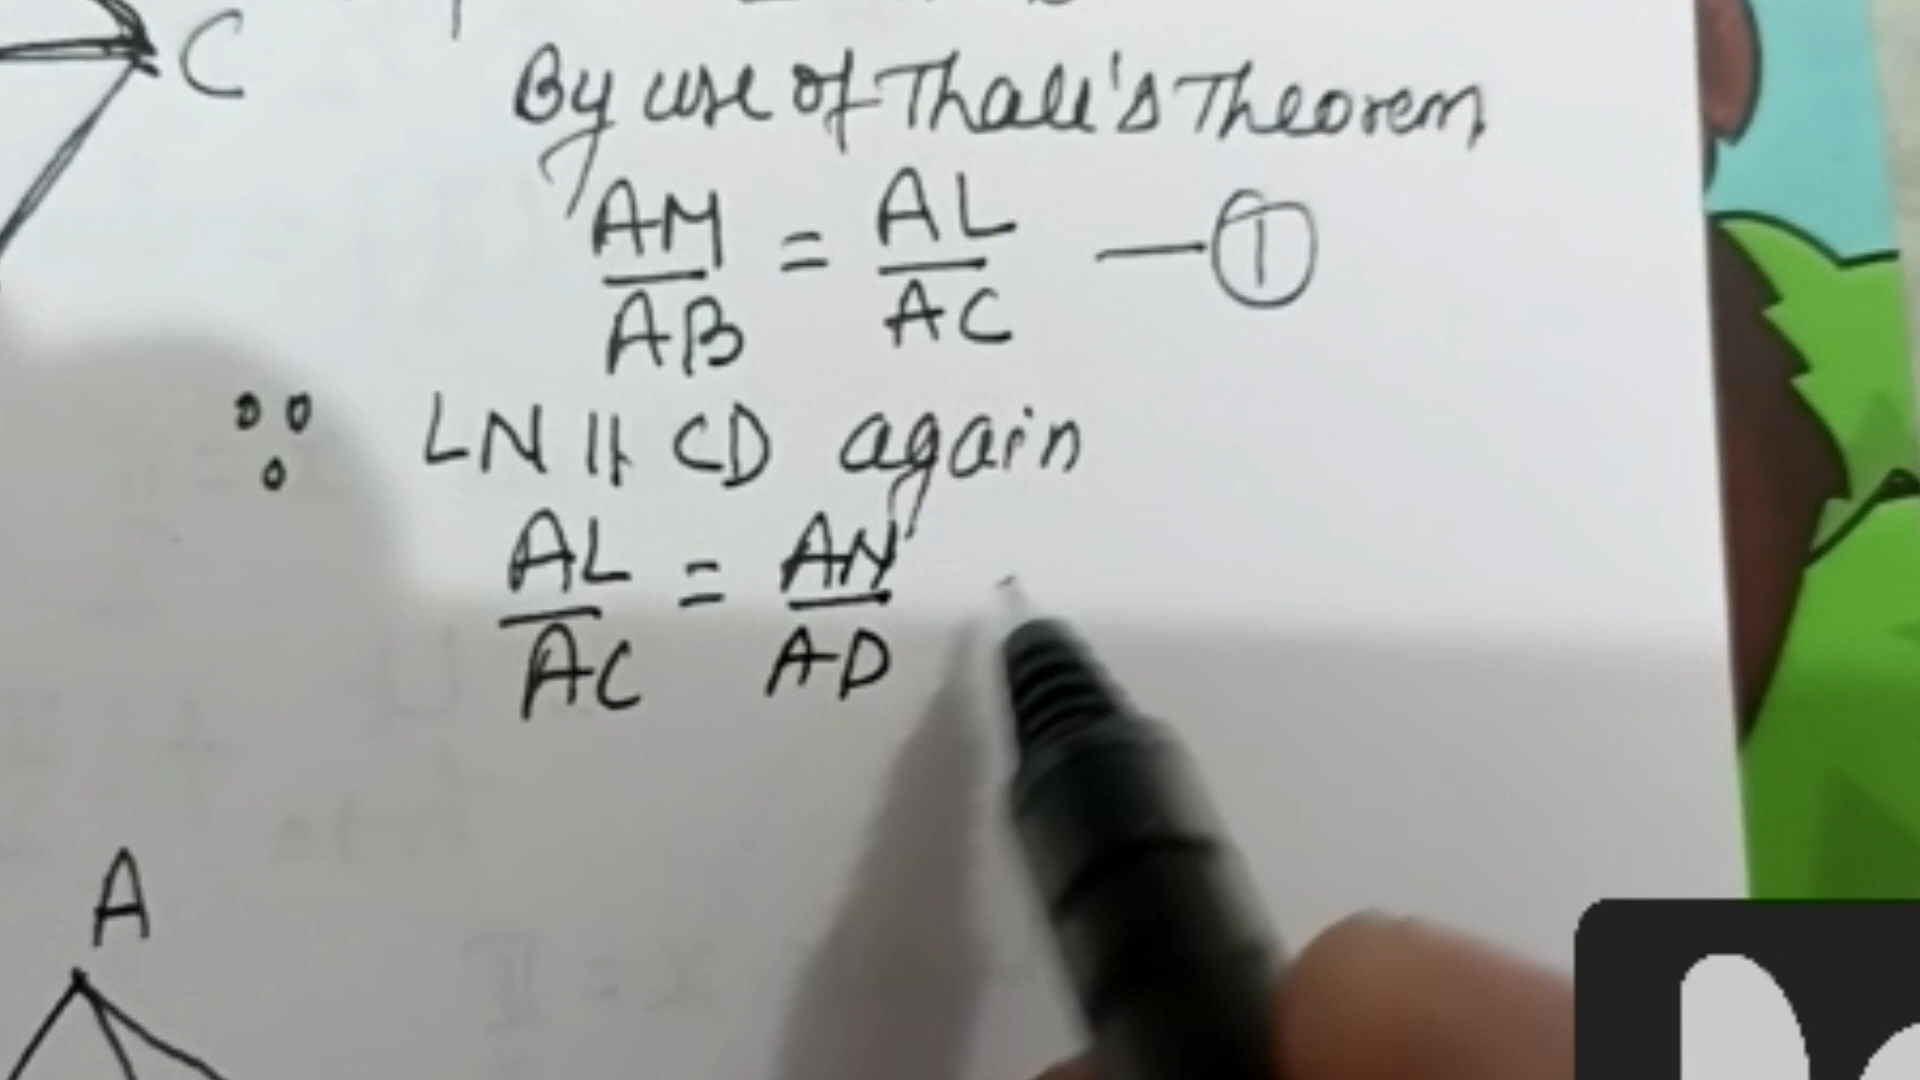 C
By use of Thale's Theorem
AM/AB = AL/AC — ①
∵ LN || CD again
AL/AC = AN/AD
A